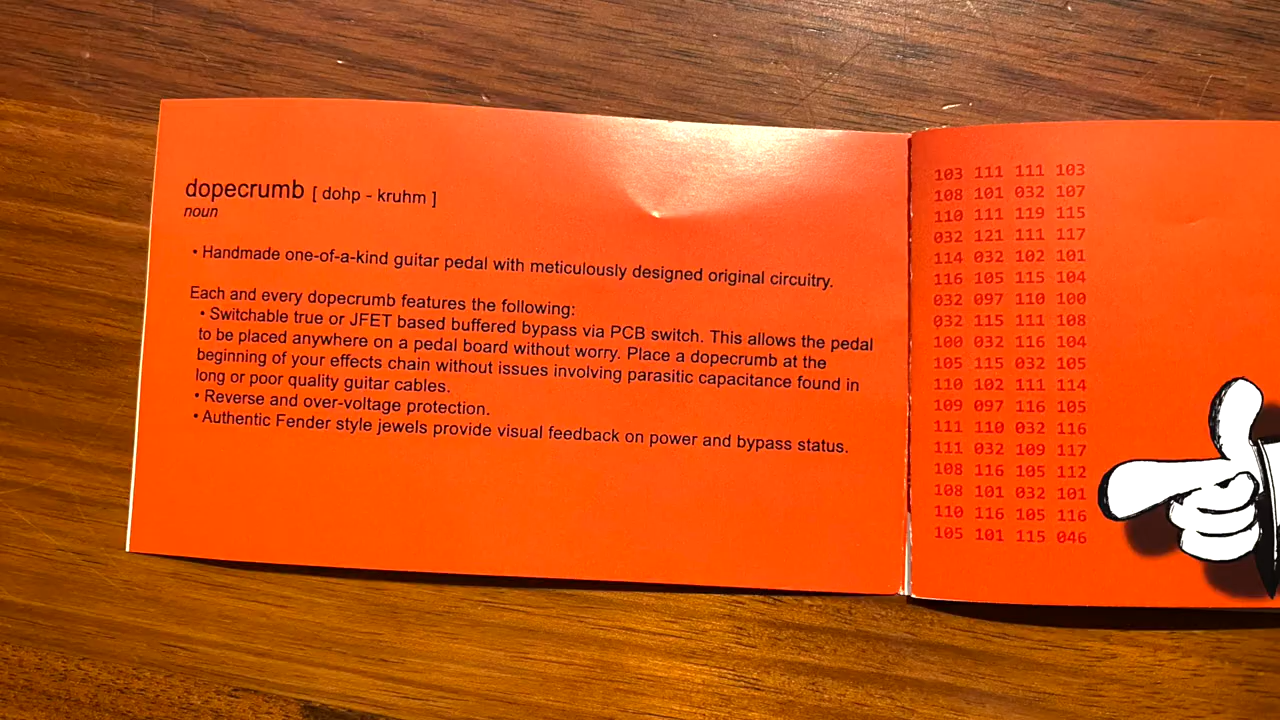 dopecrumb [ dohp - kruhm ]
noun
• Handmade one-of-a-kind guitar pedal with meticulously designed original circuitry.
Each and every dopecrumb features the following:
• Switchable true or JFET based buffered bypass via PCB switch. This allows the pedal
to be placed anywhere on a pedal board without worry. Place a dopecrumb at the
beginning of your effects chain without issues involving parasitic capacitance found in
long or poor quality guitar cables.
• Reverse and over-voltage protection.
• Authentic Fender style jewels provide visual feedback on power and bypass status.
103 111 111 103
108 101 032 107
110 111 119 115
032 121 111 117
114 032 102 101
116 105 115 104
032 097 110 100
032 115 111 108
100 032 116 104
105 115 032 105
110 102 111 114
109 097 116 105
111 110 032 116
111 032 109 117
108 116 105 112
108 101 032 101
110 116 105 116
105 101 115 046